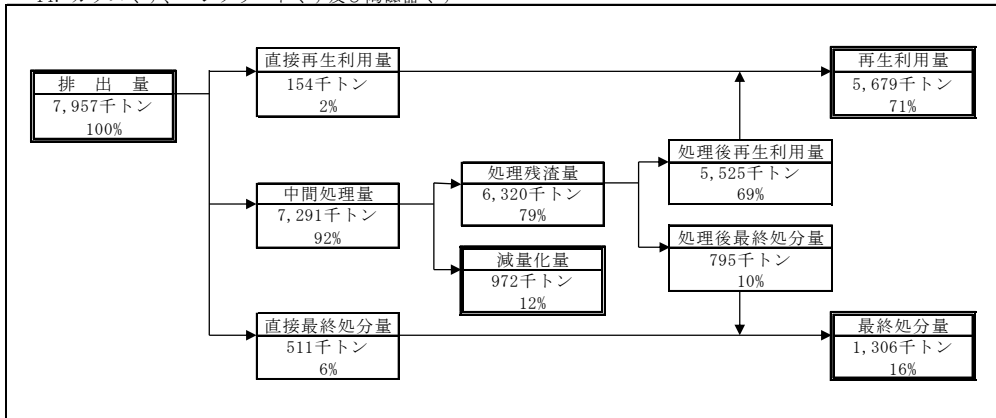 排 出 量
7,957千トン
100%
直接再生利用量
154千トン
2%
中間処理量
7,291千トン
92%
直接最終処分量
511千トン
6%
処理残渣量
6,320千トン
79%
減量化量
972千トン
12%
処理後再生利用量
5,525千トン
69%
処理後最終処分量
795千トン
10%
再生利用量
5,679千トン
71%
最終処分量
1,306千トン
16%